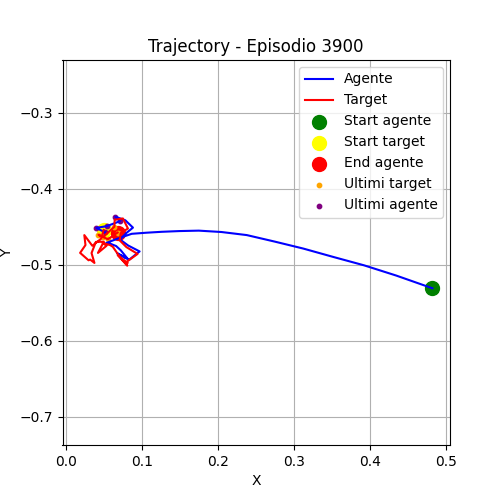 Trajectory - Episodio 3900
Agente
Target
Start agente
Start target
End agente
Ultimi target
Ultimi agente
−0.3
−0.4
−0.5
−0.6
−0.7
Y
0.0 0.1 0.2 0.3 0.4 0.5
X